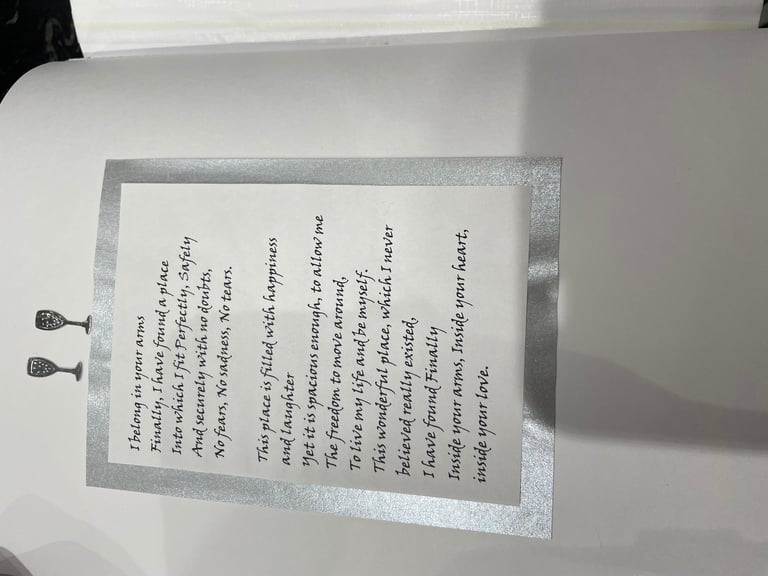 I belong in your arms
Finally, I have found a place
Into which I fit Perfectly, Safely
And securely with no doubts,
No fears, No sadness, No tears.
This place is filled with happiness
and laughter
Yet it is spacious enough, to allow me
The freedom to move around,
To live my life and be myself.
This wonderful place, which I never
believed really existed,
I have found Finally
Inside your arms, Inside your heart,
inside your love.